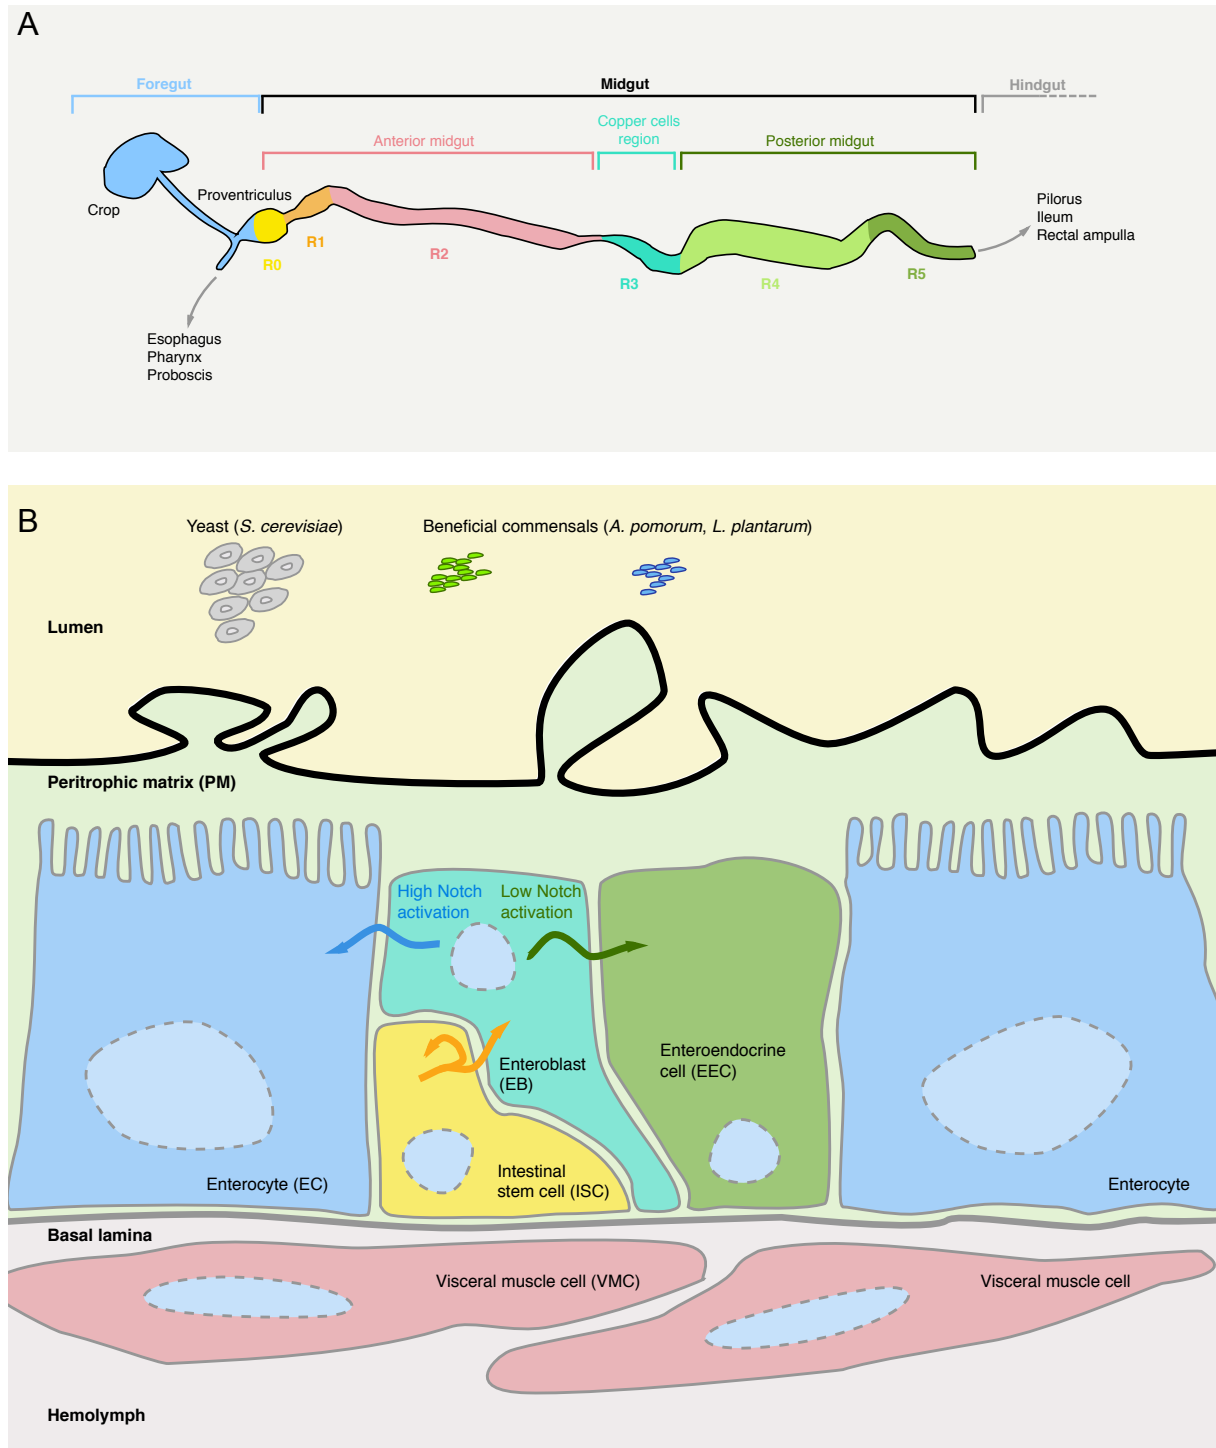 A
Foregut
Midgut
Hindgut
Copper cells
region
Anterior midgut
Posterior midgut
Proventriculus
Crop
R1
R0
R2
R3
R4
R5
Pilorus
Ileum
Rectal ampulla
Esophagus
Pharynx
Proboscis
B
Yeast (S. cerevisiae)
Beneficial commensals (A. pomorum, L. plantarum)
Lumen
Peritrophic matrix (PM)
High Notch
activation
Low Notch
activation
Enteroblast
(EB)
Enteroendocrine
cell (EEC)
Intestinal
stem cell (ISC)
Enterocyte (EC)
Enterocyte
Basal lamina
Visceral muscle cell (VMC)
Visceral muscle cell
Hemolymph